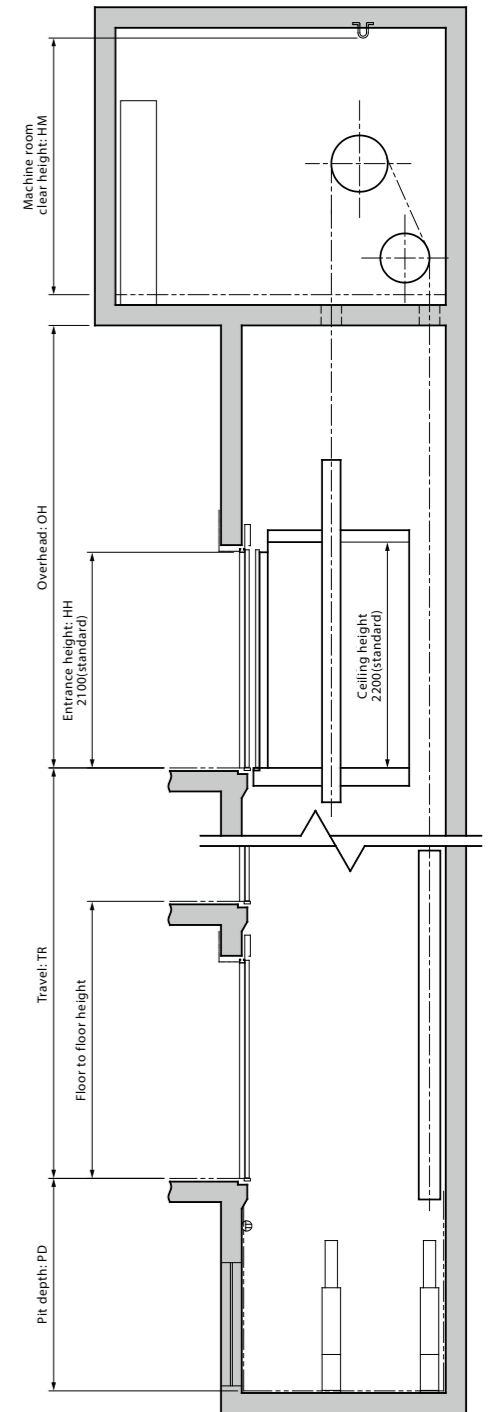 Machine room
clear height: HM
Overhead: OH
Entrance height: HH
2100(standard)
Ceiling height
2200(standard)
Travel: TR
Floor to floor height
Pit depth: PD